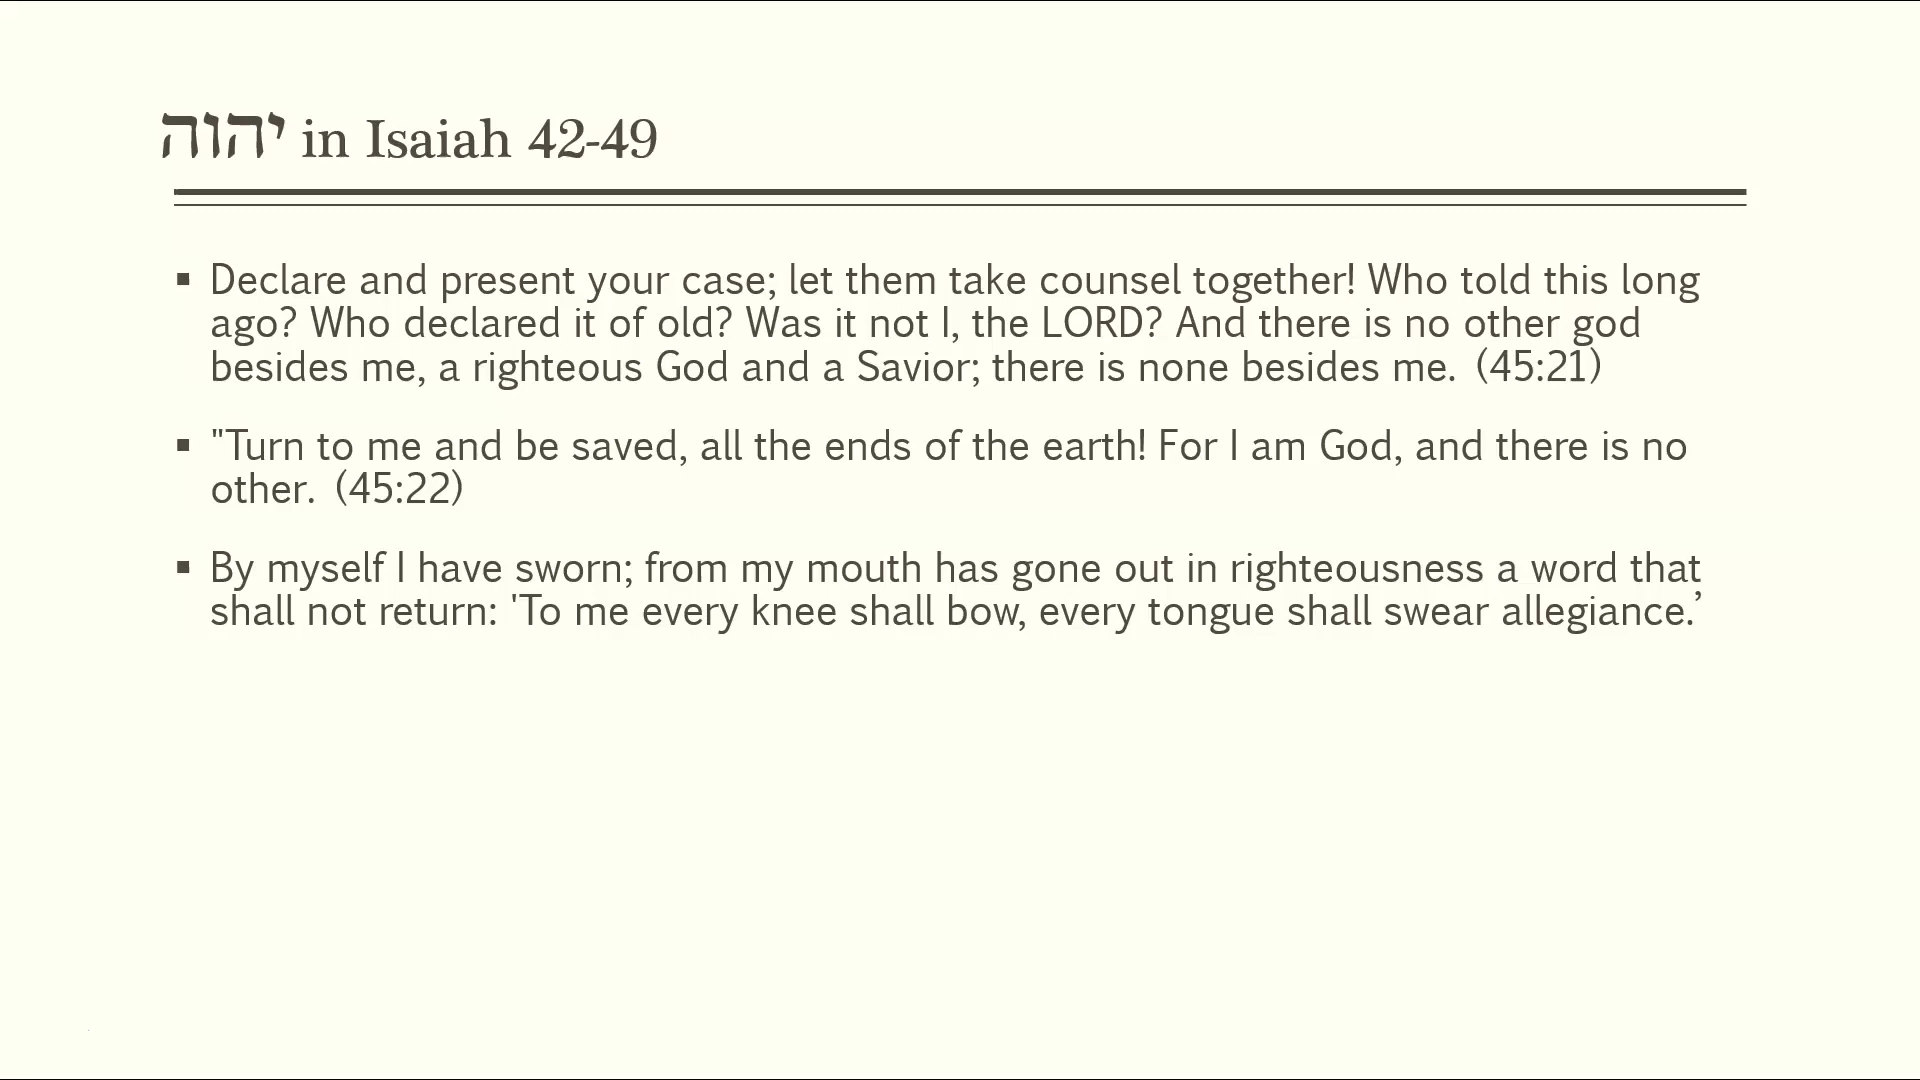 יהוה in Isaiah 42-49
▪ Declare and present your case; let them take counsel together! Who told this long
ago? Who declared it of old? Was it not I, the LORD? And there is no other god
besides me, a righteous God and a Savior; there is none besides me. (45:21)
▪ "Turn to me and be saved, all the ends of the earth! For I am God, and there is no
other. (45:22)
▪ By myself I have sworn; from my mouth has gone out in righteousness a word that
shall not return: 'To me every knee shall bow, every tongue shall swear allegiance.’